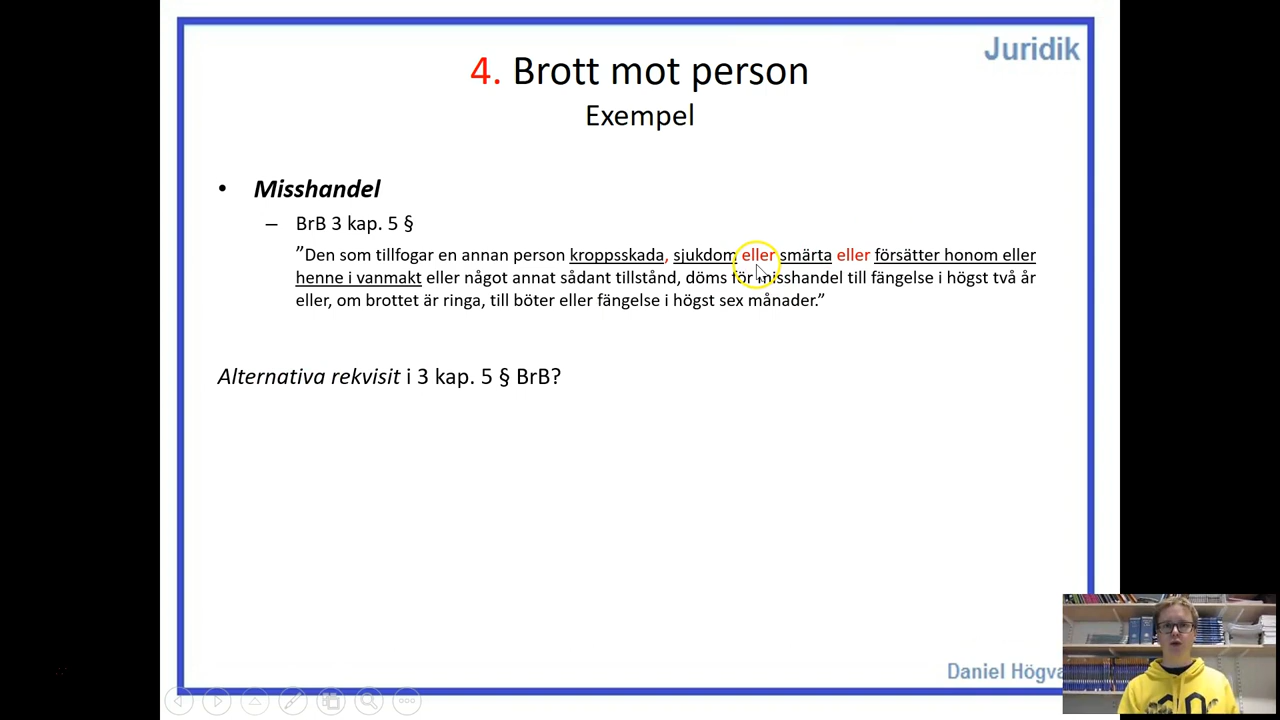 Juridik
4. Brott mot person
Exempel
• Misshandel
– BrB 3 kap. 5 §
”Den som tillfogar en annan person kroppsskada, sjukdom eller smärta eller försätter honom eller
henne i vanmakt eller något annat sådant tillstånd, döms för misshandel till fängelse i högst två år
eller, om brottet är ringa, till böter eller fängelse i högst sex månader.”
Alternativa rekvisit i 3 kap. 5 § BrB?
Daniel